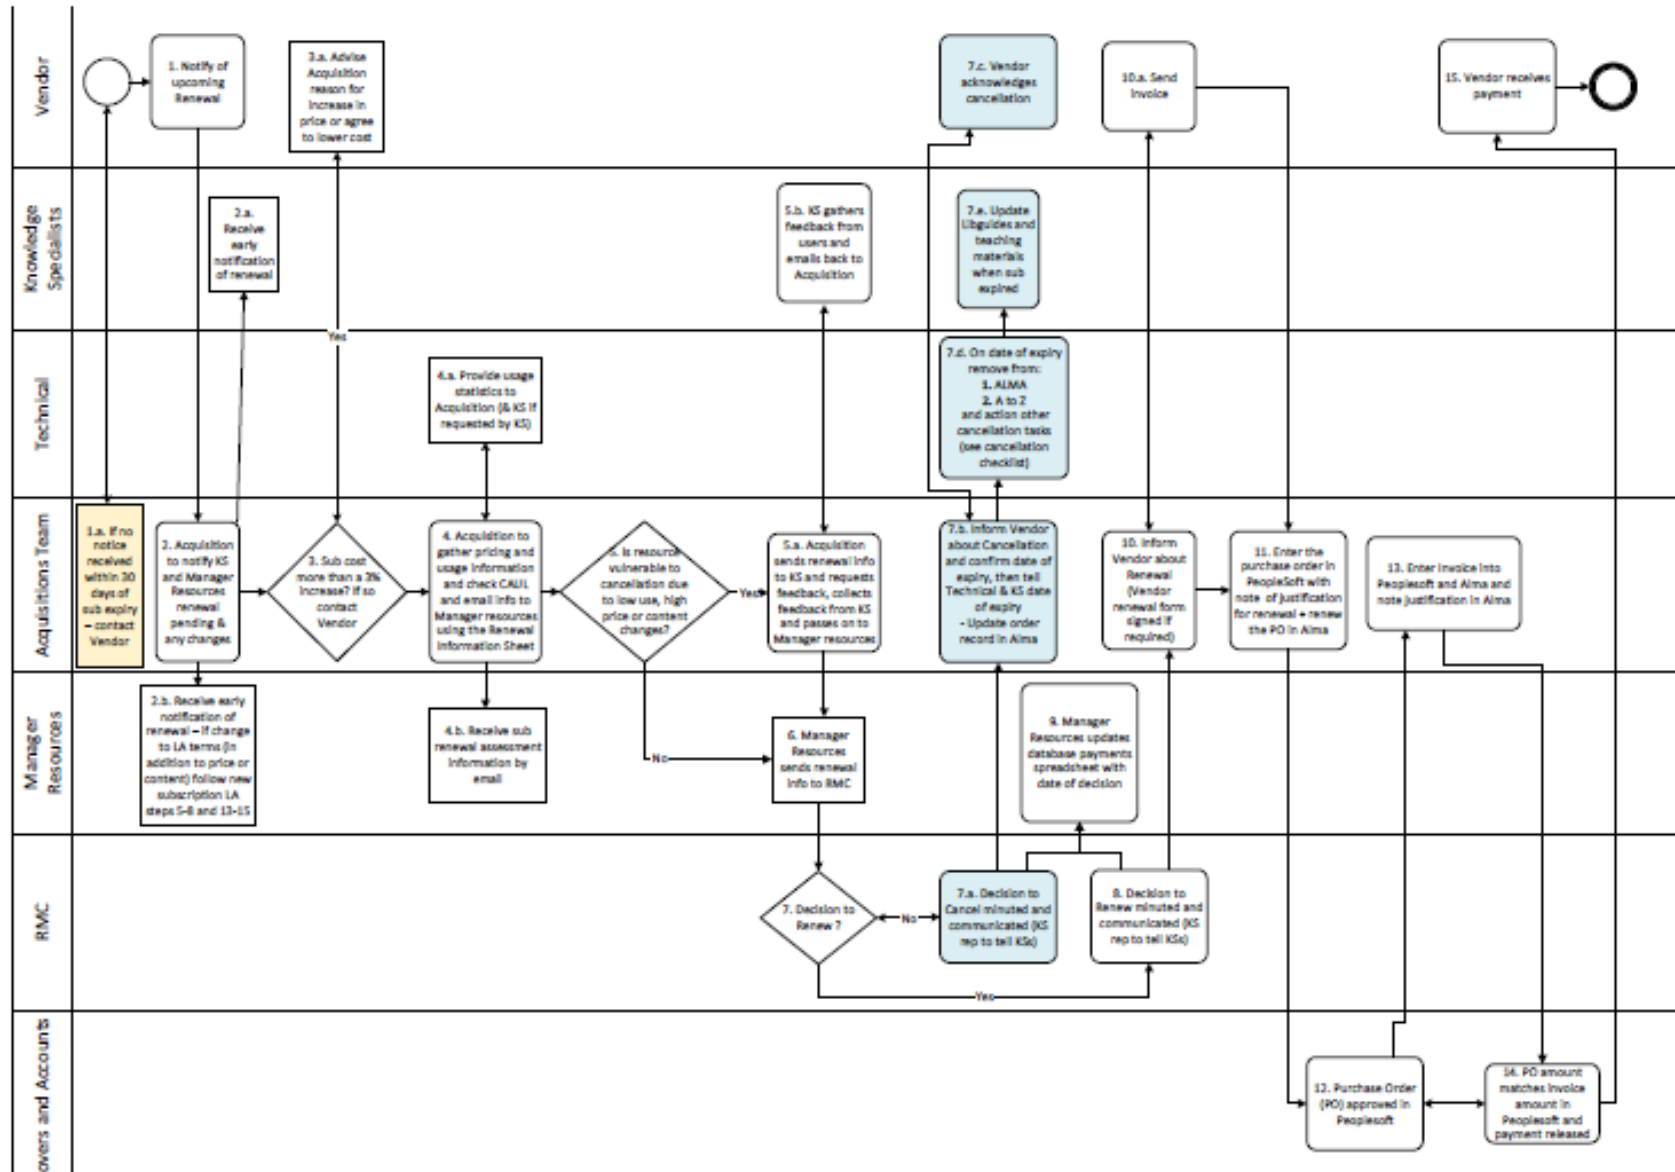 Vendor
1. Notify of
upcoming
Renewal
3.a. Advise
Acquisition
reason for
increase in
price or agree
to lower cost
7.c. Vendor
acknowledges
cancellation
10.a. Send
Invoice
15. Vendor receives
payment
Knowledge
Specialists
2.a.
Receive
early
notification
of renewal
5.b. KS gathers
feedback from
users and
emails back to
Acquisition
7.e. Update
Libguides and
teaching
materials
when sub
expired
Yes
Technical
4.a. Provide usage
statistics to
Acquisition (& KS if
requested by KS)
7.d. On date of expiry
remove from:
1. ALMA
2. A to Z
and action other
cancellation tasks
(see cancellation
checklist)
Acquisitions Team
1.a. If no
notice
received
within 30
days of
sub expiry
– contact
Vendor
2. Acquisition
to notify KS
and Manager
Resources
renewal
pending &
any changes
3. Sub cost
more than a 3%
increase? If so
contact
Vendor
4. Acquisition to
gather pricing and
usage information
and check CAUL
and email info to
Manager resources
using the Renewal
Information Sheet
5. Is resource
vulnerable to
cancellation due
to low use, high
price or content
changes?
Yes
5.a. Acquisition
sends renewal info
to KS and requests
feedback, collects
feedback from KS
and passes on to
Manager resources
7.b. Inform Vendor
about Cancellation
and confirm date of
expiry, then tell
Technical & KS date
of expiry
- Update order
record in Alma
10. Inform
Vendor about
Renewal
(Vendor
renewal form
signed if
required)
11. Enter the
purchase order in
PeopleSoft with
note of justification
for renewal + renew
the PO in Alma
13. Enter Invoice into
Peoplesoft and Alma and
note justification in Alma
Manager
Resources
2.b. Receive early
notification of
renewal – if change
to LA terms (in
addition to price or
content) follow new
subscription LA
steps 5-8 and 13-15
4.b. Receive sub
renewal assessment
information by
email
No
6. Manager
Resources
sends renewal
info to RMC
9. Manager
Resources updates
database payments
spreadsheet with
date of decision
RMC
7. Decision to
Renew ?
No
7.a. Decision to
Cancel minuted and
communicated (KS
rep to tell KSs)
8. Decision to
Renew minuted and
communicated (KS
rep to tell KSs)
Yes
overs and Accounts
12. Purchase Order
(PO) approved in
Peoplesoft
14. PO amount
matches Invoice
amount in
Peoplesoft and
payment released